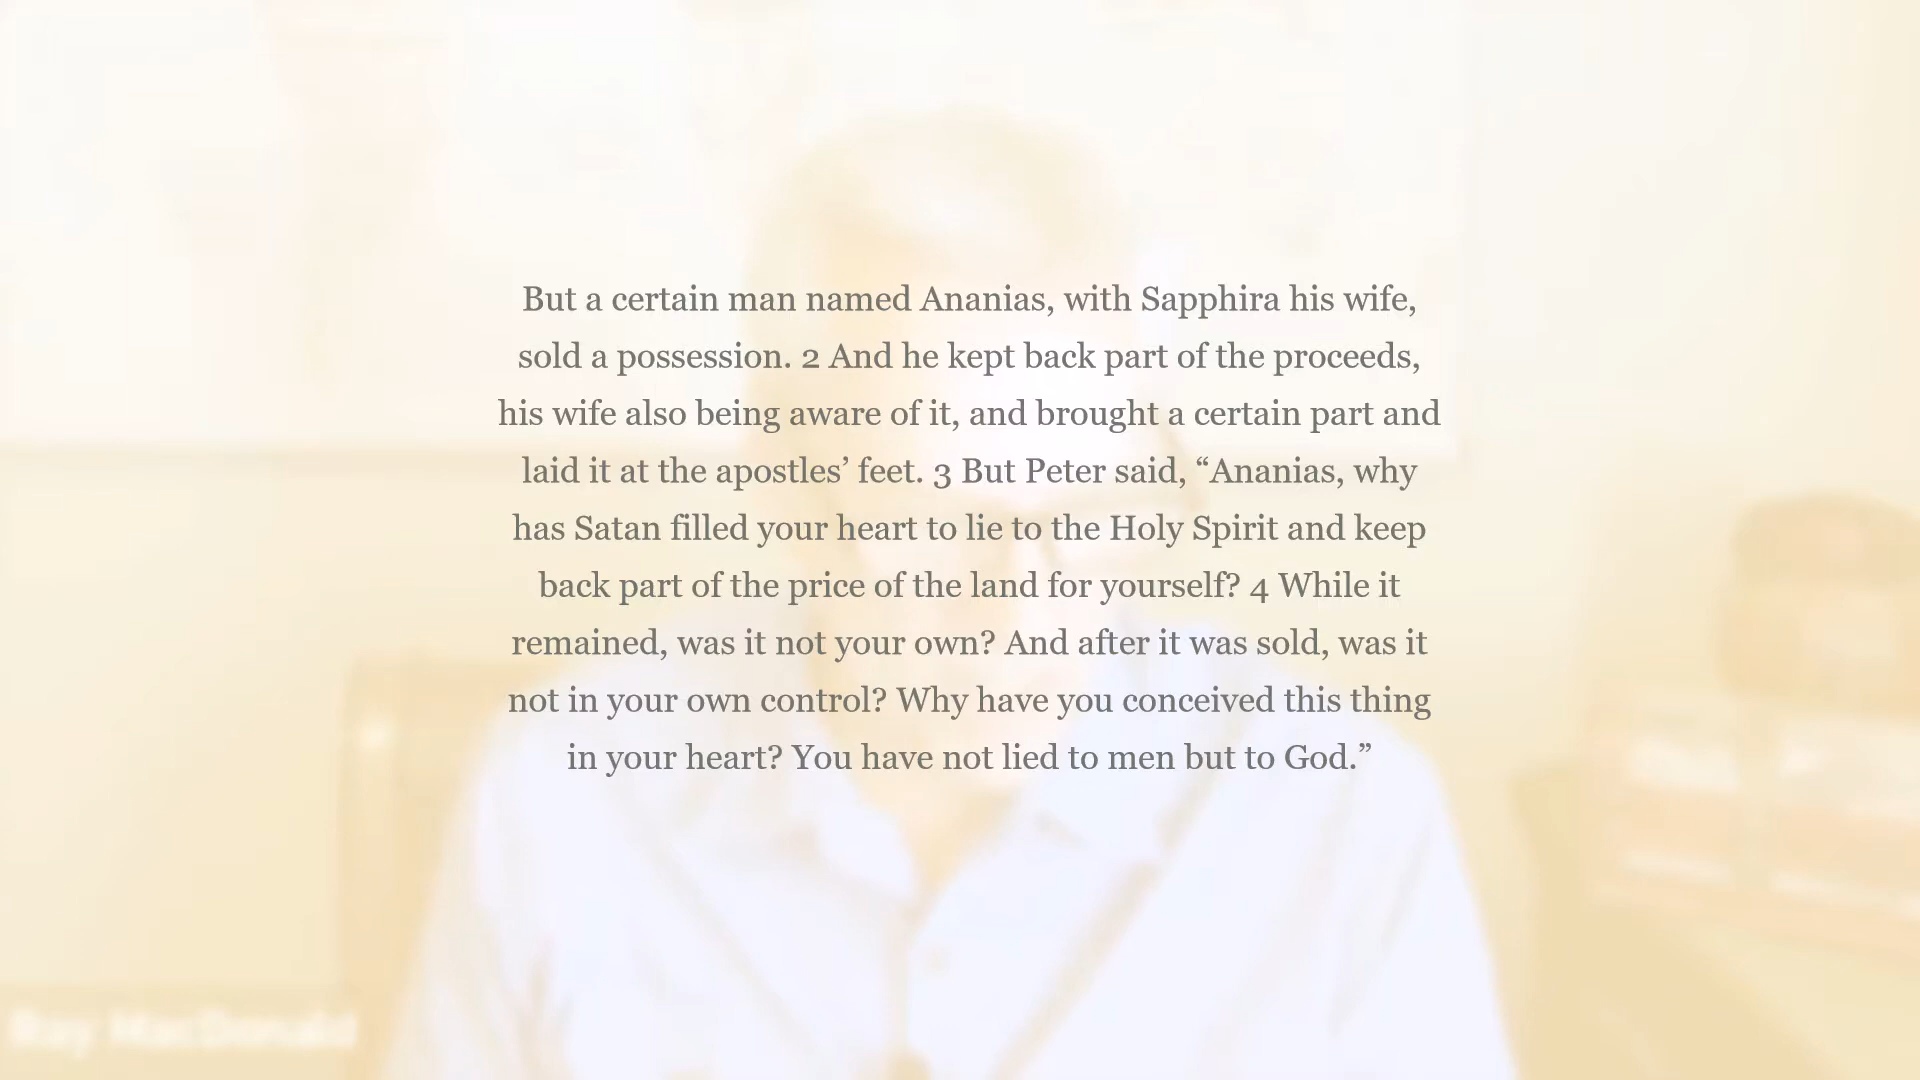 But a certain man named Ananias, with Sapphira his wife,
sold a possession. 2 And he kept back part of the proceeds,
his wife also being aware of it, and brought a certain part and
laid it at the apostles’ feet. 3 But Peter said, “Ananias, why
has Satan filled your heart to lie to the Holy Spirit and keep
back part of the price of the land for yourself? 4 While it
remained, was it not your own? And after it was sold, was it
not in your own control? Why have you conceived this thing
in your heart? You have not lied to men but to God.”
Ray MacDonald